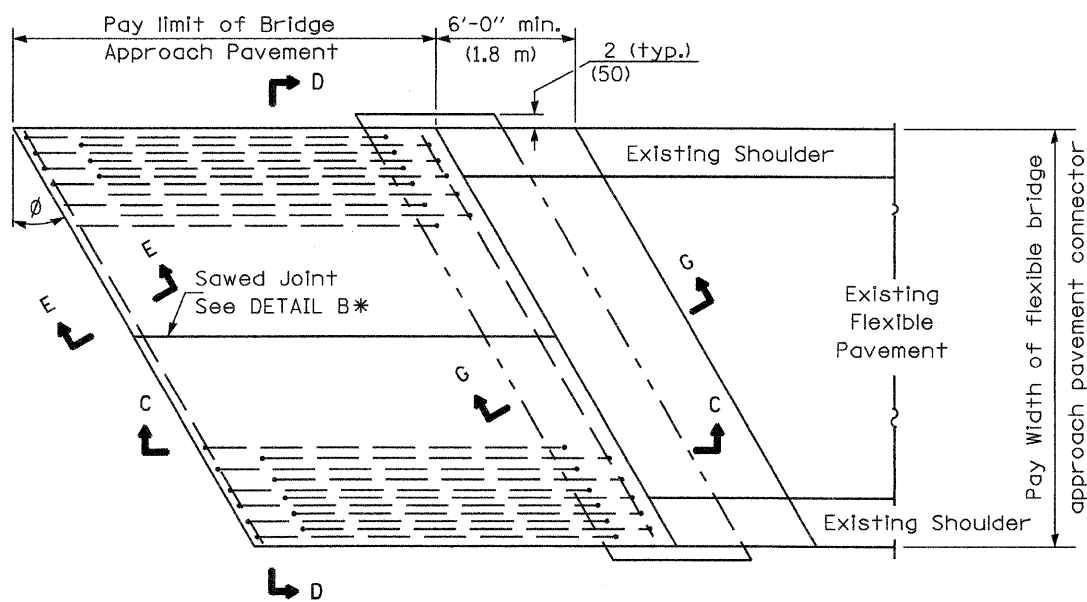 Pay limit of Bridge
Approach Pavement
6'-0" min.
(1.8 m)
2 (typ.)
(50)
D
Existing Shoulder
Ø
E
E
Sawed Joint
See DETAIL B*
G
Existing
Flexible
Pavement
G
C
C
Existing Shoulder
D
Pay Width of flexible bridge
approach pavement connector